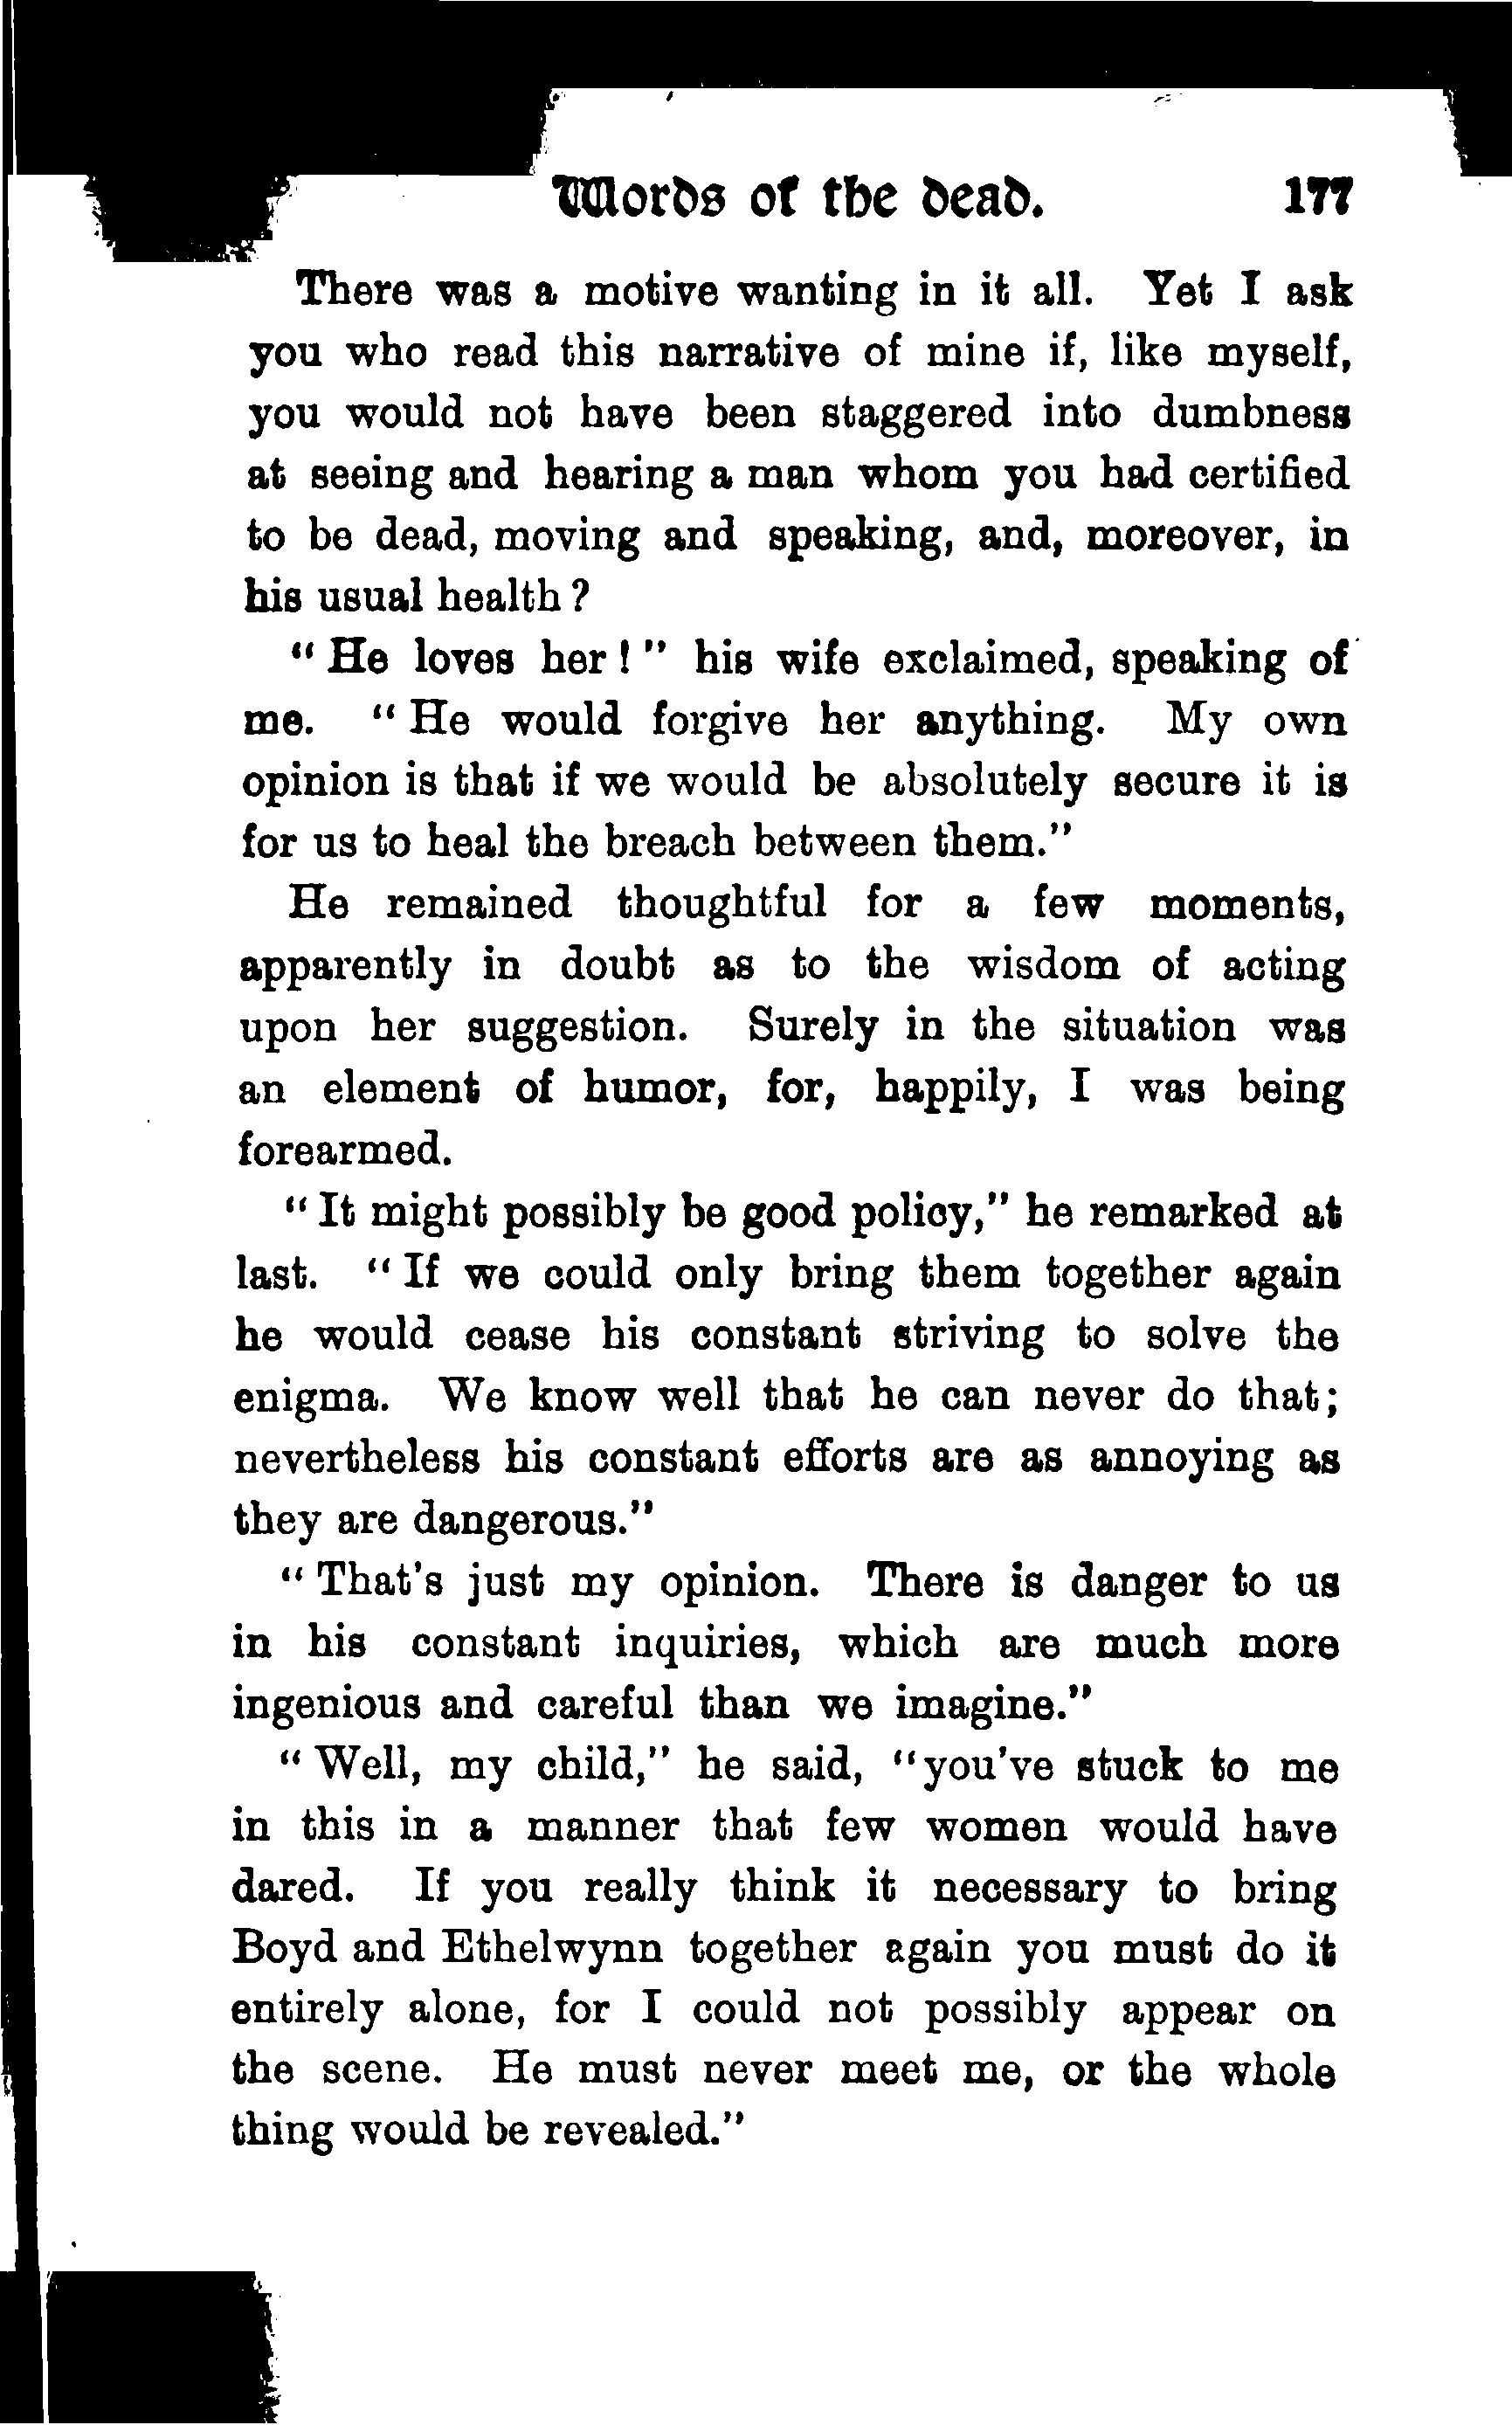 Words of the dead. 177
There was a motive wanting in it all. Yet I ask
you who read this narrative of mine if, like myself,
you would not have been staggered into dumbness
at seeing and hearing a man whom you had certified
to be dead, moving and speaking, and, moreover, in
his usual health?
"He loves her!" his wife exclaimed, speaking of
me. "He would forgive her anything. My own
opinion is that if we would be absolutely secure it is
for us to heal the breach between them."
He remained thoughtful for a few moments,
apparently in doubt as to the wisdom of acting
upon her suggestion. Surely in the situation was
an element of humor, for, happily, I was being
forearmed.
"It might possibly be good policy," he remarked at
last. "If we could only bring them together again
he would cease his constant striving to solve the
enigma. We know well that he can never do that;
nevertheless his constant efforts are as annoying as
they are dangerous."
"That's just my opinion. There is danger to us
in his constant inquiries, which are much more
ingenious and careful than we imagine."
"Well, my child," he said, "you've stuck to me
in this in a manner that few women would have
dared. If you really think it necessary to bring
Boyd and Ethelwynn together again you must do it
entirely alone, for I could not possibly appear on
the scene. He must never meet me, or the whole
thing would be revealed."